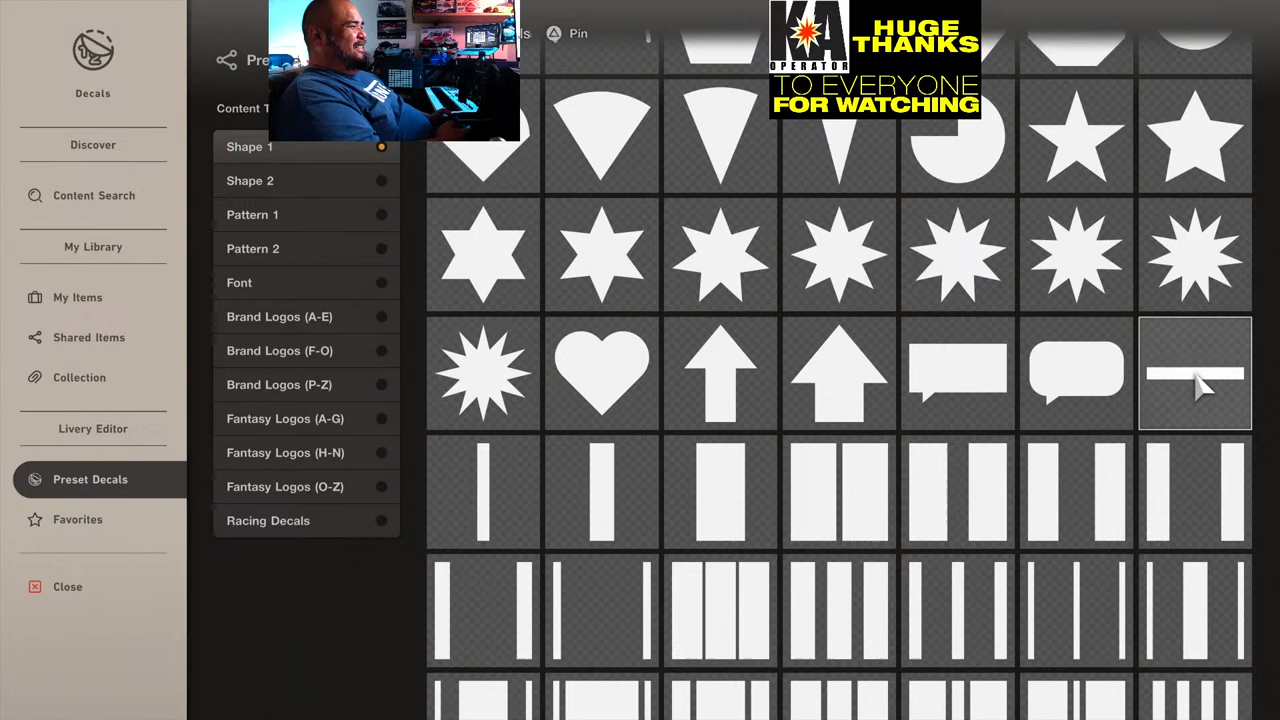 Decals
Discover
Content Search
My Library
My Items
Shared Items
Collection
Livery Editor
Preset Decals
Favorites
Close
Pre
Content T
Shape 1
Shape 2
Pattern 1
Pattern 2
Font
Brand Logos (A-E)
Brand Logos (F-O)
Brand Logos (P-Z)
Fantasy Logos (A-G)
Fantasy Logos (H-N)
Fantasy Logos (O-Z)
Racing Decals
ls
Pin
KA
OPERATOR
HUGE
THANKS
TO EVERYONE
FOR WATCHING